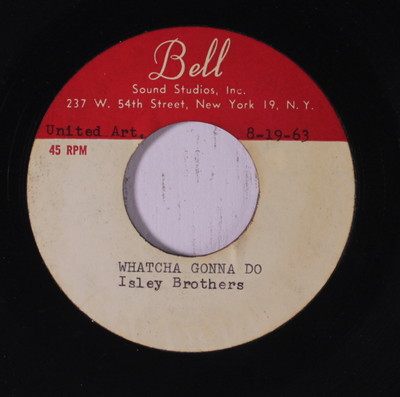 Bell
Sound Studios, Inc.
237 W. 54th Street, New York 19, N.Y.
United Art. 8-19-63
45 RPM
WHATCHA GONNA DO
Isley Brothers